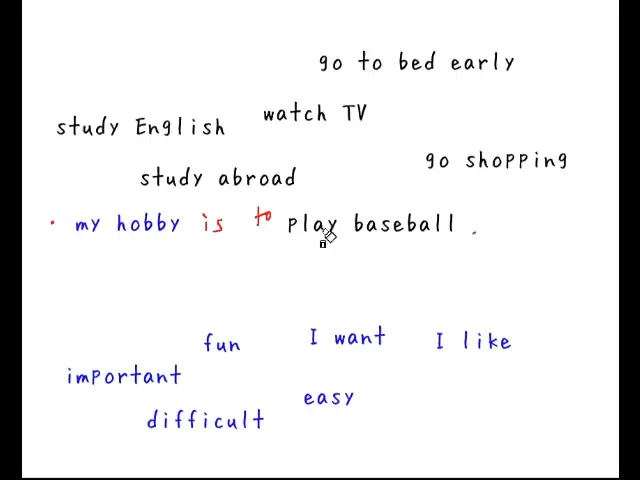 go to bed early
watch TV
study English
go shopping
study abroad
. my hobby is to play baseball .
fun
I want
I like
important
easy
difficult